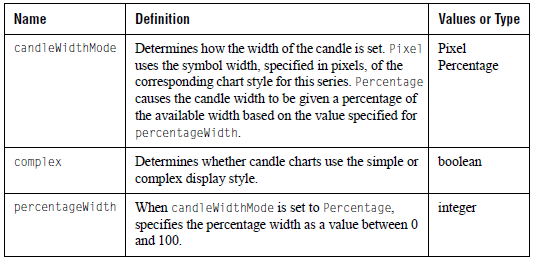 Name Definition Values or Type
candleWidthMode Determines how the width of the candle is set. Pixel Pixel
uses the symbol width, specified in pixels, of the Percentage
corresponding chart style for this series. Percentage
causes the candle width to be given a percentage of
the available width based on the value specified for
percentageWidth.
complex Determines whether candle charts use the simple or boolean
complex display style.
percentageWidth When candleWidthMode is set to Percentage, integer
specifies the percentage width as a value between 0
and 100.